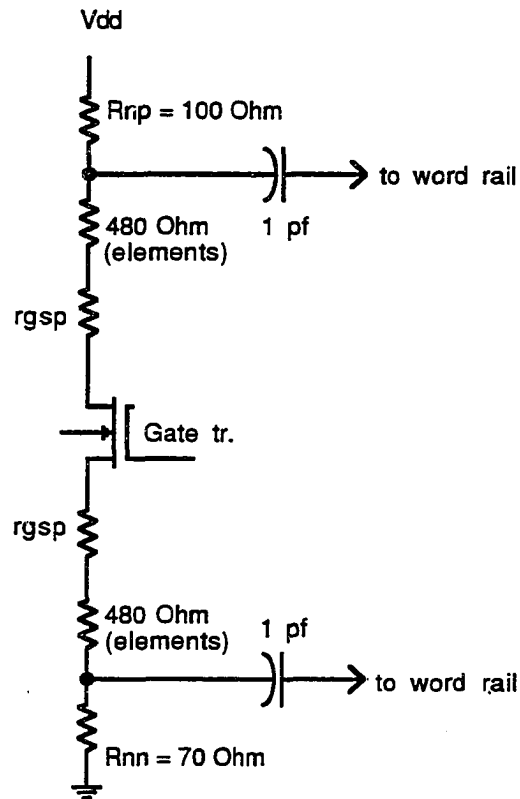 Vdd
Rnp = 100 Ohm
to word rail
480 Ohm
(elements)
1 pf
rgsp
Gate tr.
rgsp
480 Ohm
(elements)
1 pf
to word rail
Rnn = 70 Ohm